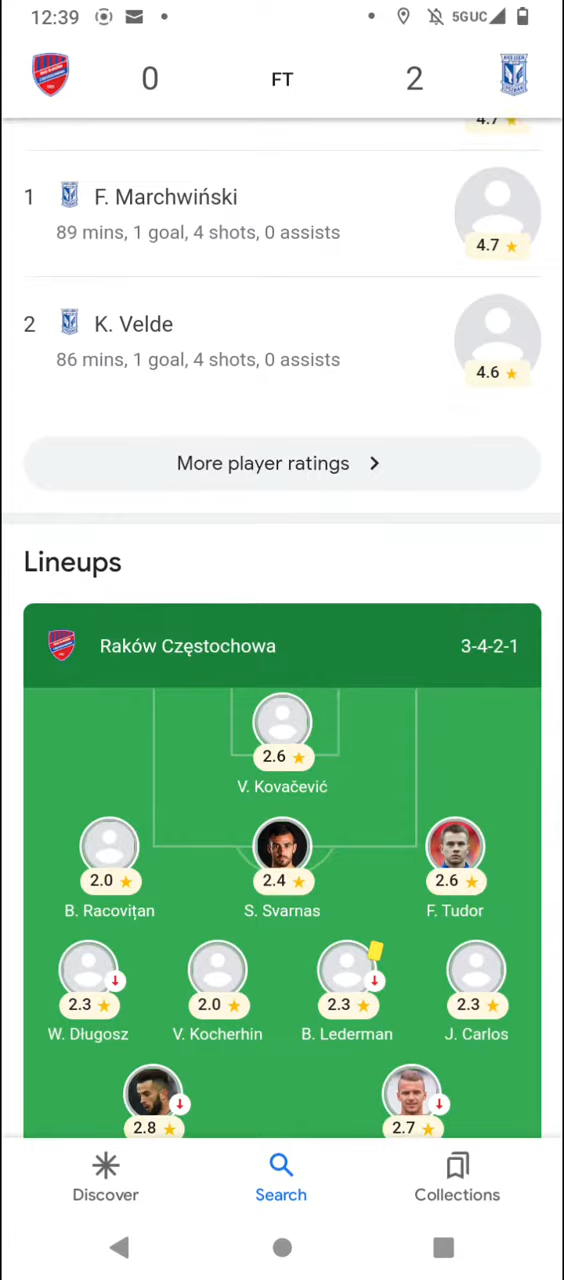 12:39 5G UC
0 FT 2
4.7
1 F. Marchwiński
89 mins, 1 goal, 4 shots, 0 assists
4.7
2 K. Velde
86 mins, 1 goal, 4 shots, 0 assists
4.6
More player ratings
Lineups
Raków Częstochowa 3-4-2-1
2.6
V. Kovačević
2.0 2.4 2.6
B. Racovițan S. Svarnas F. Tudor
2.3 2.0 2.3 2.3
W. Długosz V. Kocherhin B. Lederman J. Carlos
2.8 2.7
Discover Search Collections